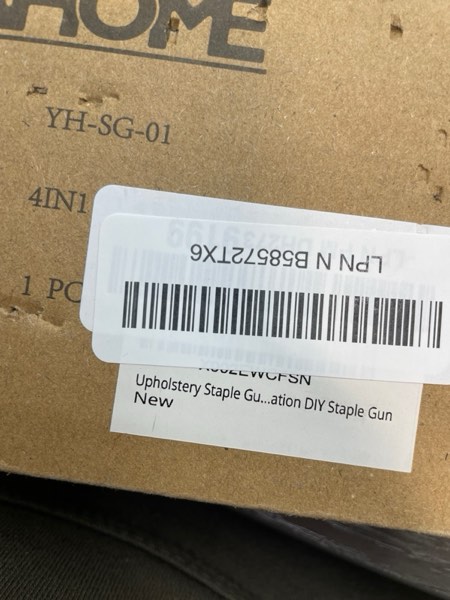 HOME
YH-SG-01
4IN1
1 PC
LPN N B58572TX6
Upholstery Staple Gu...ation DIY Staple Gun
New